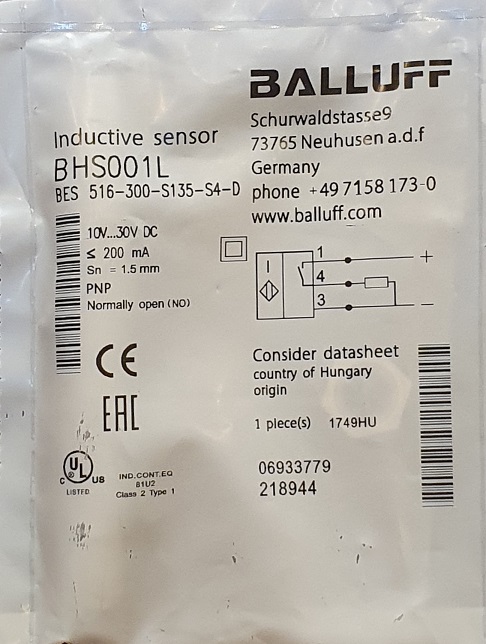 BALLUFF
Schurwaldstasse9
73765 Neuhusen a.d.f
Germany
phone +49 7158 173-0
www.balluff.com
Inductive sensor
BHS001L
BES 516-300-S135-S4-D
10V...30V DC
≤ 200 mA
Sn = 1.5 mm
PNP
Normally open (NO)
1
+
4
3
−
CE
EAC
C UL ® US
LISTED
IND.CONT.EQ
81U2
Class 2 Type 1
Consider datasheet
country of Hungary
origin
1 piece(s) 1749HU
06933779
218944